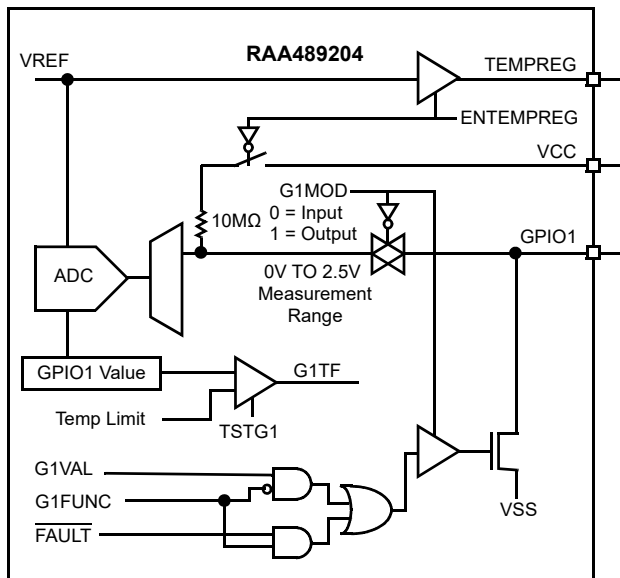 RAA489204
VREF
TEMPREG
ENTEMPREG
VCC
G1MOD
0 = Input
1 = Output
10MΩ
GPIO1
ADC
0V TO 2.5V
Measurement
Range
GPIO1 Value
G1TF
Temp Limit
TSTG1
G1VAL
G1FUNC
FAULT
VSS